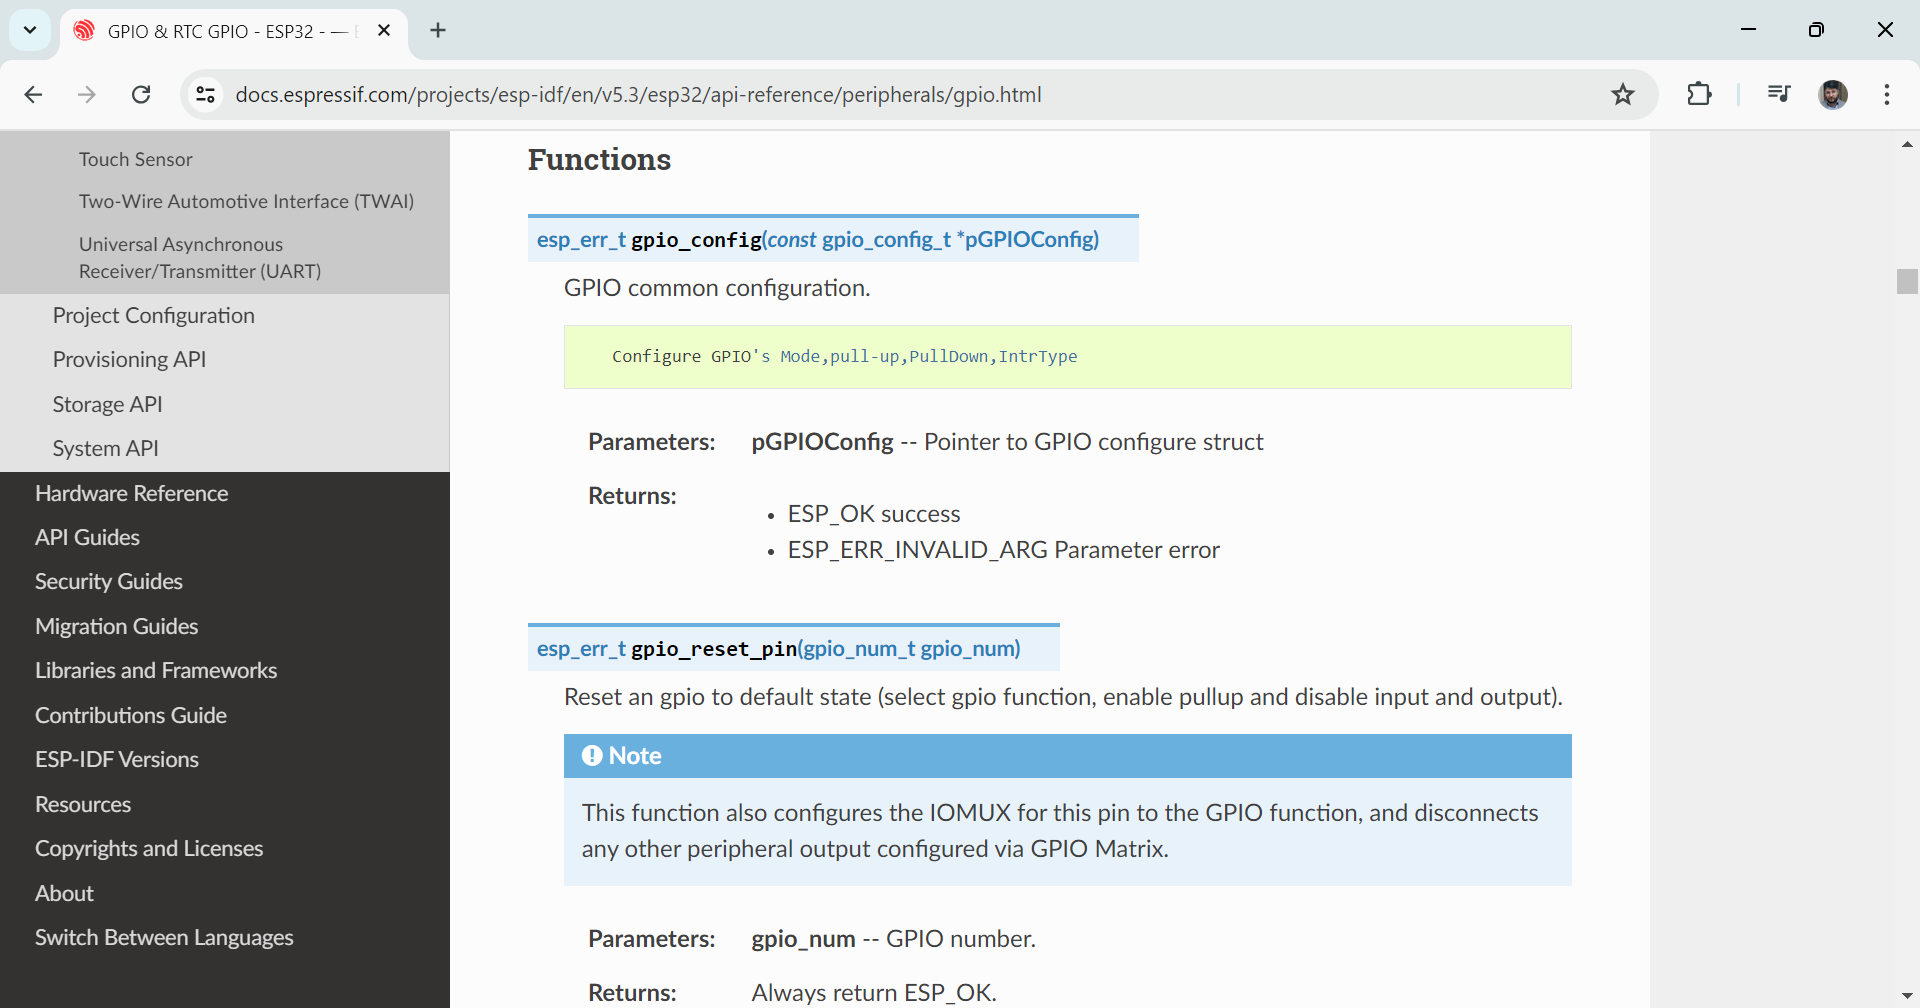 GPIO & RTC GPIO - ESP32 - —
docs.espressif.com/projects/esp-idf/en/v5.3/esp32/api-reference/peripherals/gpio.html
Touch Sensor
Two-Wire Automotive Interface (TWAI)
Universal Asynchronous
Receiver/Transmitter (UART)
Project Configuration
Provisioning API
Storage API
System API
Hardware Reference
API Guides
Security Guides
Migration Guides
Libraries and Frameworks
Contributions Guide
ESP-IDF Versions
Resources
Copyrights and Licenses
About
Switch Between Languages
Functions
esp_err_t gpio_config(const gpio_config_t *pGPIOConfig)
GPIO common configuration.
Configure GPIO's Mode,pull-up,PullDown,IntrType
Parameters: pGPIOConfig -- Pointer to GPIO configure struct
Returns:
• ESP_OK success
• ESP_ERR_INVALID_ARG Parameter error
esp_err_t gpio_reset_pin(gpio_num_t gpio_num)
Reset an gpio to default state (select gpio function, enable pullup and disable input and output).
Note
This function also configures the IOMUX for this pin to the GPIO function, and disconnects
any other peripheral output configured via GPIO Matrix.
Parameters: gpio_num -- GPIO number.
Returns: Always return ESP_OK.